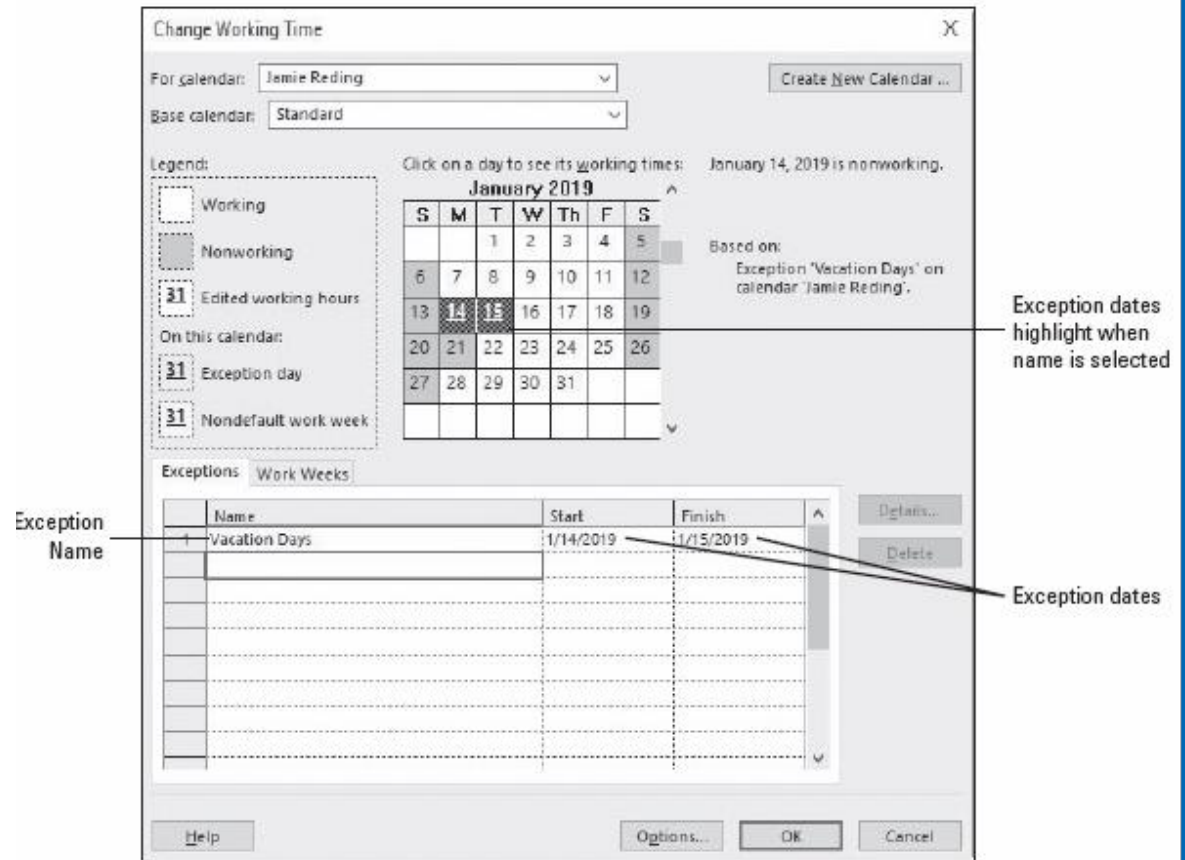 Change Working Time X
For calendar: Jamie Reding Create New Calendar ...
Base calendar: Standard
Legend:
Working
Nonworking
31 Edited working hours
On this calendar:
31 Exception day
31 Nondefault work week
Click on a day to see its working times:
January 2019
S M T W Th F S
1 2 3 4 5
6 7 8 9 10 11 12
13 14 15 16 17 18 19
20 21 22 23 24 25 26
27 28 29 30 31
January 14, 2019 is nonworking.
Based on:
Exception 'Vacation Days' on
calendar 'Jamie Reding'.
Exception dates
highlight when
name is selected
Exceptions Work Weeks
Name Start Finish
1 Vacation Days 1/14/2019 1/15/2019
Details...
Delete
Exception
Name
Exception dates
Help Options... OK Cancel